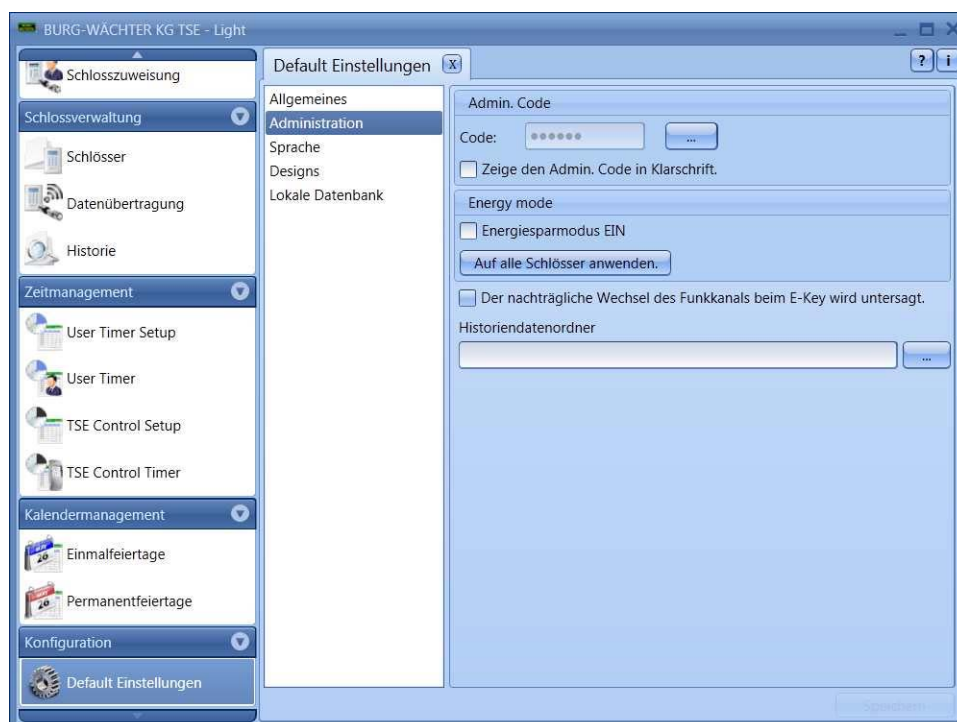 BURG-WÄCHTER KG TSE - Light
Schlosszuweisung
Schlossverwaltung
Schlösser
Datenübertragung
Historie
Zeitmanagement
User Timer Setup
User Timer
TSE Control Setup
TSE Control Timer
Kalendermanagement
Einmalfeiertage
Permanentfeiertage
Konfiguration
Default Einstellungen
Default Einstellungen X
? i
Allgemeines
Administration
Sprache
Designs
Lokale Datenbank
Admin. Code
Code: ●●●●●● ...
Zeige den Admin. Code in Klarschrift.
Energy mode
Energiesparmodus EIN
Auf alle Schlösser anwenden.
Der nachträgliche Wechsel des Funkkanals beim E-Key wird untersagt.
Historiendatenordner
...
Speichern